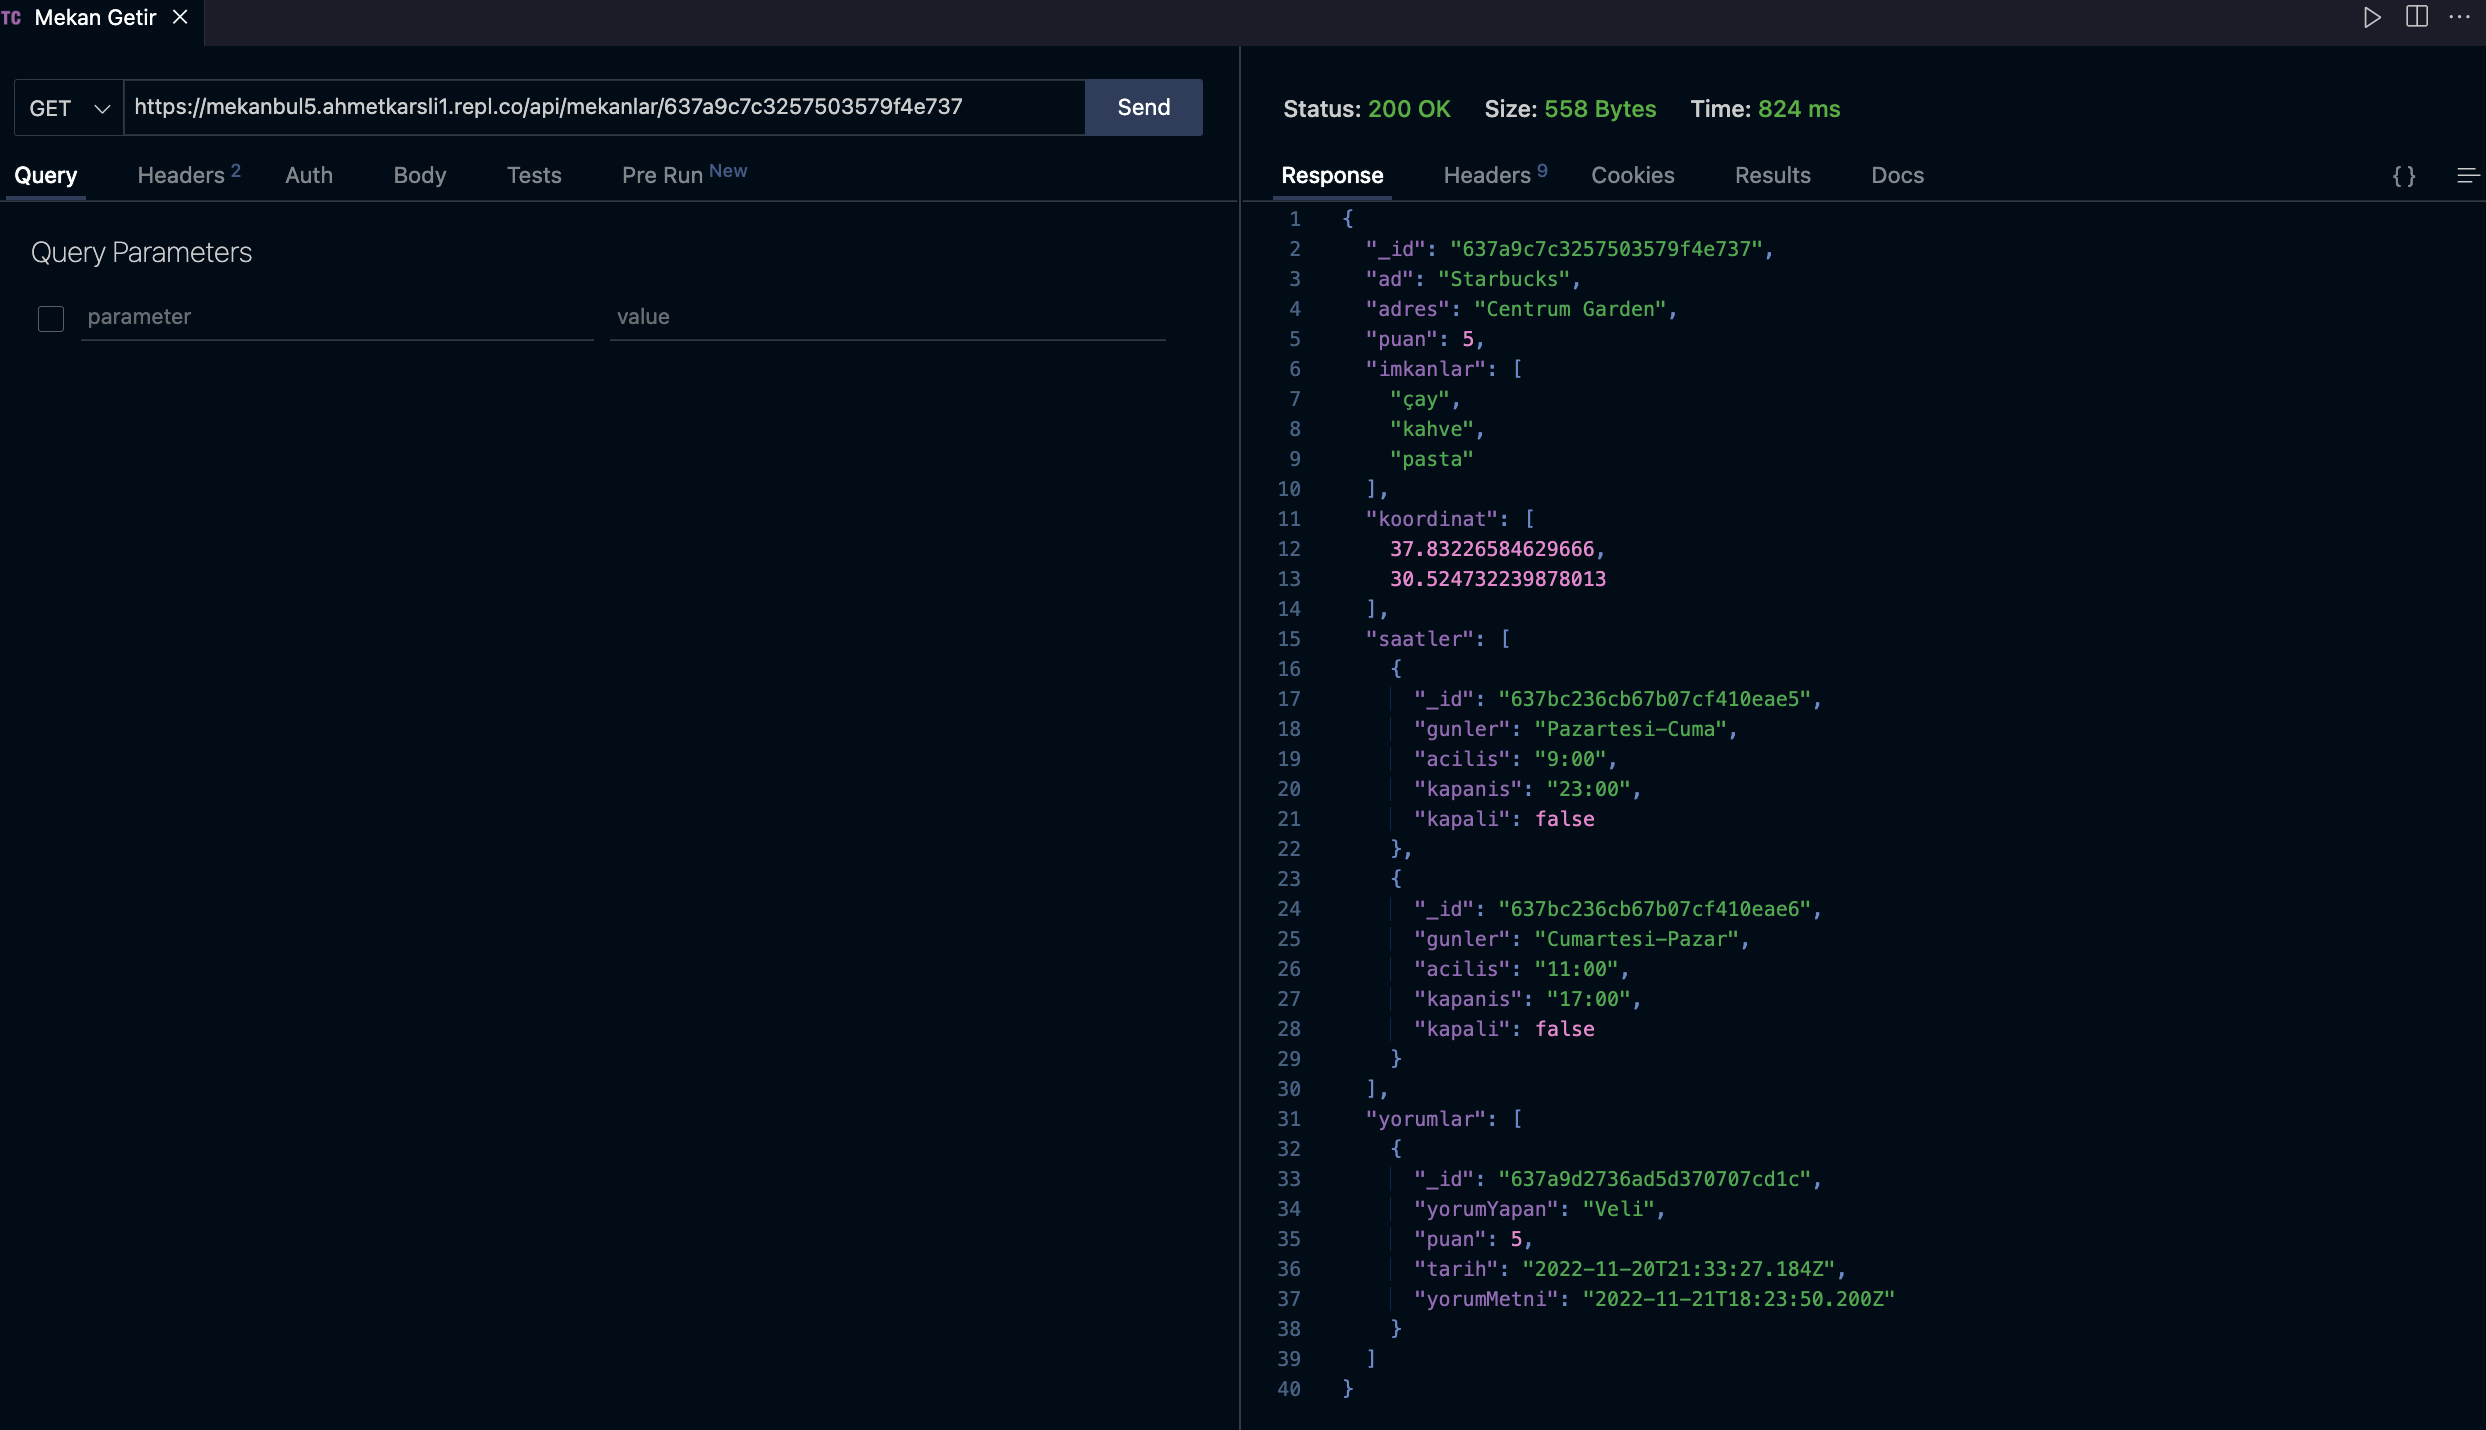 TC Mekan Getir
GET https://mekanbul5.ahmetkarsli1.repl.co/api/mekanlar/637a9c7c3257503579f4e737 Send
Query Headers 2 Auth Body Tests Pre Run New
Query Parameters
parameter value
Status: 200 OK Size: 558 Bytes Time: 824 ms
Response Headers 9 Cookies Results Docs {}
1 {
2 "_id": "637a9c7c3257503579f4e737",
3 "ad": "Starbucks",
4 "adres": "Centrum Garden",
5 "puan": 5,
6 "imkanlar": [
7 "çay",
8 "kahve",
9 "pasta"
10 ],
11 "koordinat": [
12 37.83226584629666,
13 30.524732239878013
14 ],
15 "saatler": [
16 {
17 "_id": "637bc236cb67b07cf410eae5",
18 "gunler": "Pazartesi-Cuma",
19 "acilis": "9:00",
20 "kapanis": "23:00",
21 "kapali": false
22 },
23 {
24 "_id": "637bc236cb67b07cf410eae6",
25 "gunler": "Cumartesi-Pazar",
26 "acilis": "11:00",
27 "kapanis": "17:00",
28 "kapali": false
29 }
30 ],
31 "yorumlar": [
32 {
33 "_id": "637a9d2736ad5d370707cd1c",
34 "yorumYapan": "Veli",
35 "puan": 5,
36 "tarih": "2022-11-20T21:33:27.184Z",
37 "yorumMetni": "2022-11-21T18:23:50.200Z"
38 }
39 ]
40 }